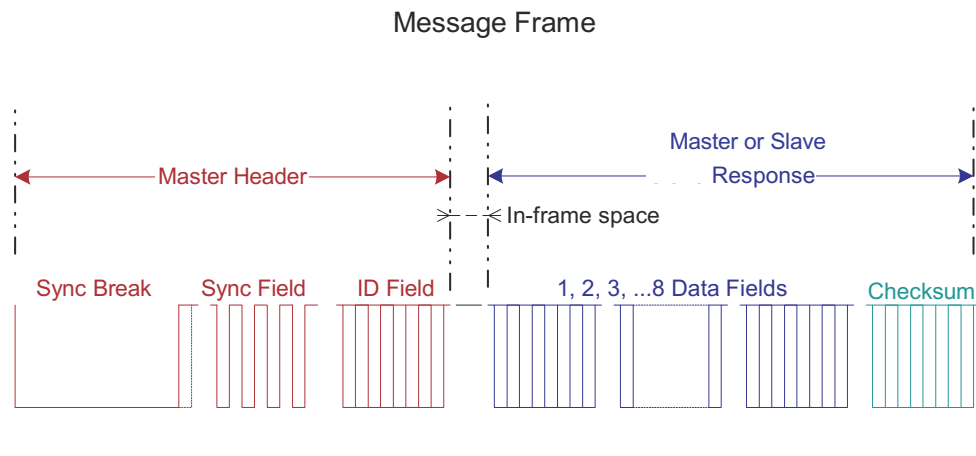 Message Frame
Master or Slave
Master Header
Response
In-frame space
Sync Break
Sync Field
ID Field
1, 2, 3, ...8 Data Fields
Checksum